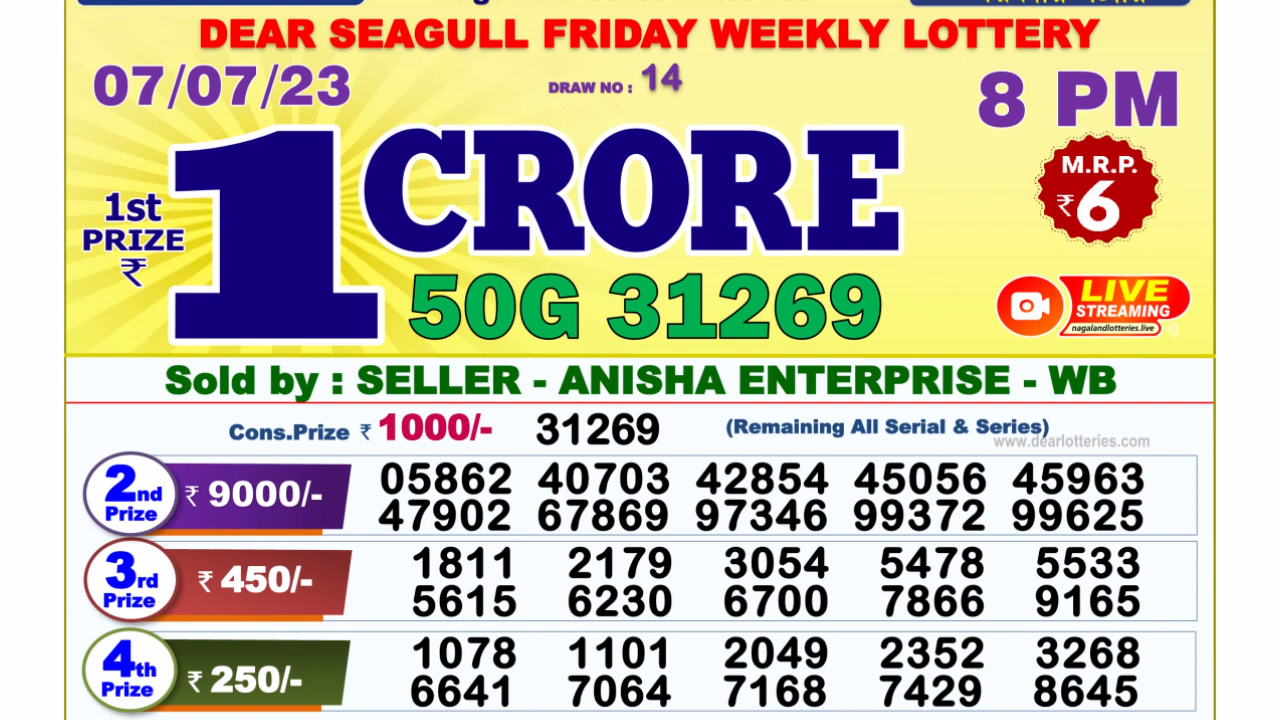 DEAR SEAGULL FRIDAY WEEKLY LOTTERY
07/07/23
DRAW NO : 14
8 PM
1st
PRIZE
₹
1 CRORE
M.R.P.
₹6
50G 31269
LIVE
STREAMING
nagalandlotteries.live
Sold by : SELLER - ANISHA ENTERPRISE - WB
Cons.Prize ₹ 1000/- 31269 (Remaining All Serial & Series)
www.dearlotteries.com
2nd Prize ₹ 9000/-
05862 40703 42854 45056 45963
47902 67869 97346 99372 99625
3rd Prize ₹ 450/-
1811 2179 3054 5478 5533
5615 6230 6700 7866 9165
4th Prize ₹ 250/-
1078 1101 2049 2352 3268
6641 7064 7168 7429 8645